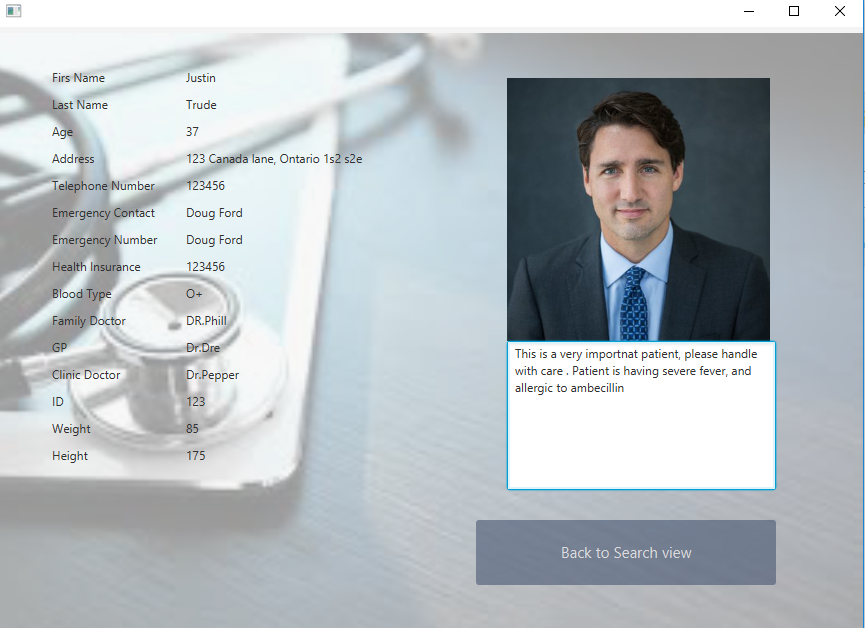 Firs Name Justin
Last Name Trude
Age 37
Address 123 Canada lane, Ontario 1s2 s2e
Telephone Number 123456
Emergency Contact Doug Ford
Emergency Number Doug Ford
Health Insurance 123456
Blood Type O+
Family Doctor DR.Phill
GP Dr.Dre
Clinic Doctor Dr.Pepper
ID 123
Weight 85
Height 175
This is a very importnat patient, please handle
with care . Patient is having severe fever, and
allergic to ambecillin
Back to Search view